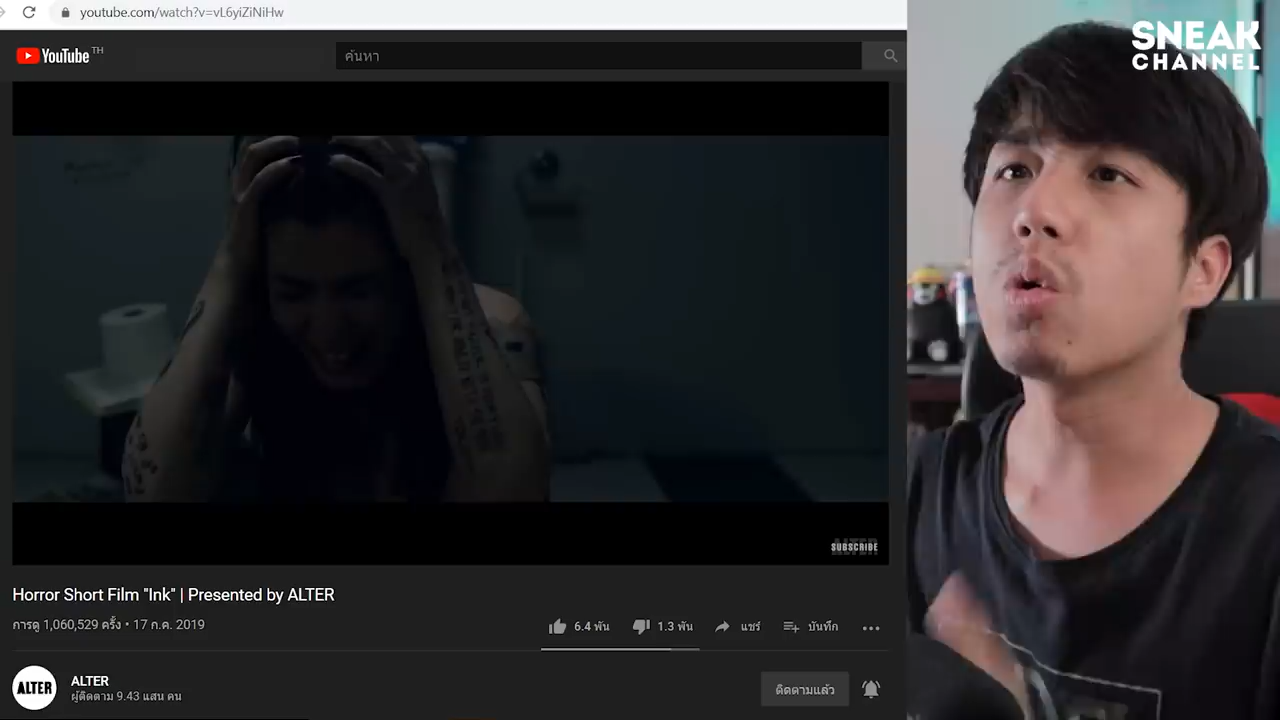 youtube.com/watch?v=vL6yiZiNiHw
YouTube TH
ค้นหา
SNEAK
CHANNEL
SUBSCRIBE
Horror Short Film "Ink" | Presented by ALTER
การดู 1,060,529 ครั้ง • 17 ก.ค. 2019
6.4 พัน
1.3 พัน
แชร์
บันทึก
ALTER
ALTER
ผู้ติดตาม 9.43 แสน คน
ติดตามแล้ว